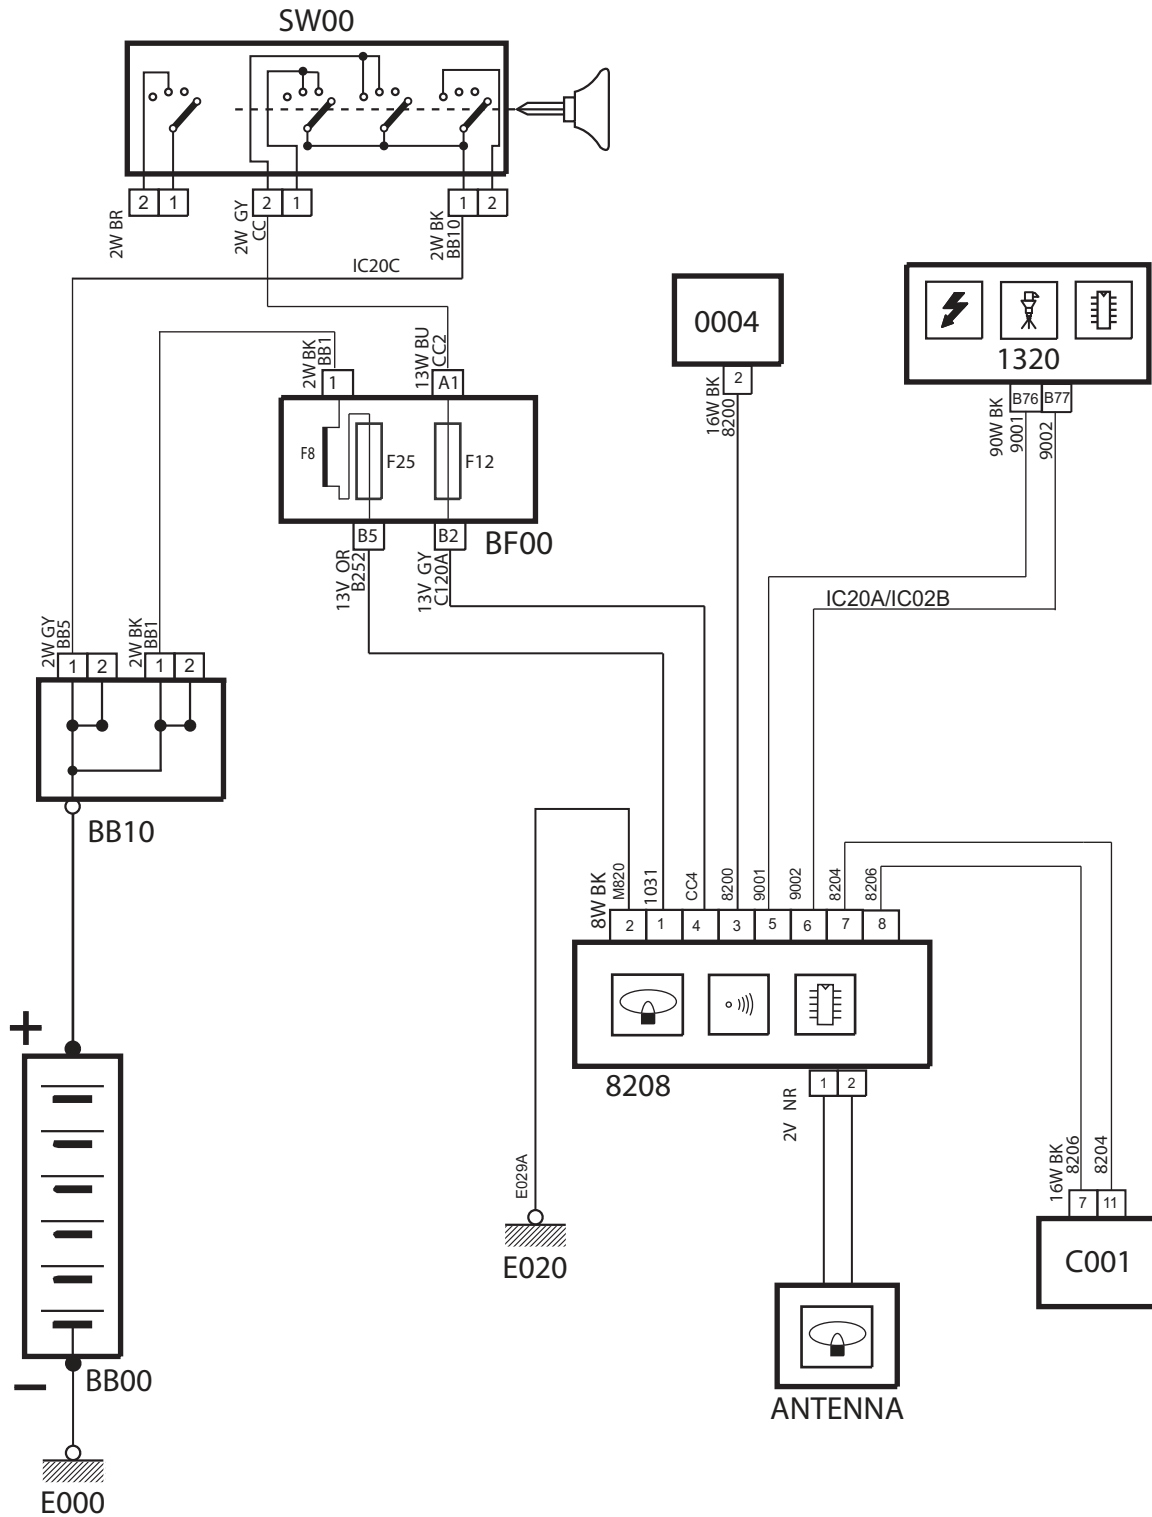 SW00
2 1
2 1
1 2
2W BR
2W GY
CC
2W BK
BB10
IC20C
2W BK
BB1
13W BU
CC2
1
A1
F8
F25
F12
B5
B2
BF00
13V OR
B252
13V GY
C120A
0004
2
16W BK
8200
1320
B76 B77
90W BK
9001
9002
IC20A/IC02B
2W GY
BB5
2W BK
BB1
1 2
1 2
BB10
8W BK
M820
1031
CC4
8200
9001
9002
8204
8206
2 1 4 3 5 6 7 8
8208
1 2
2V NR
+
BB00
−
E000
E029A
E020
ANTENNA
16W BK
8206
8204
7 11
C001